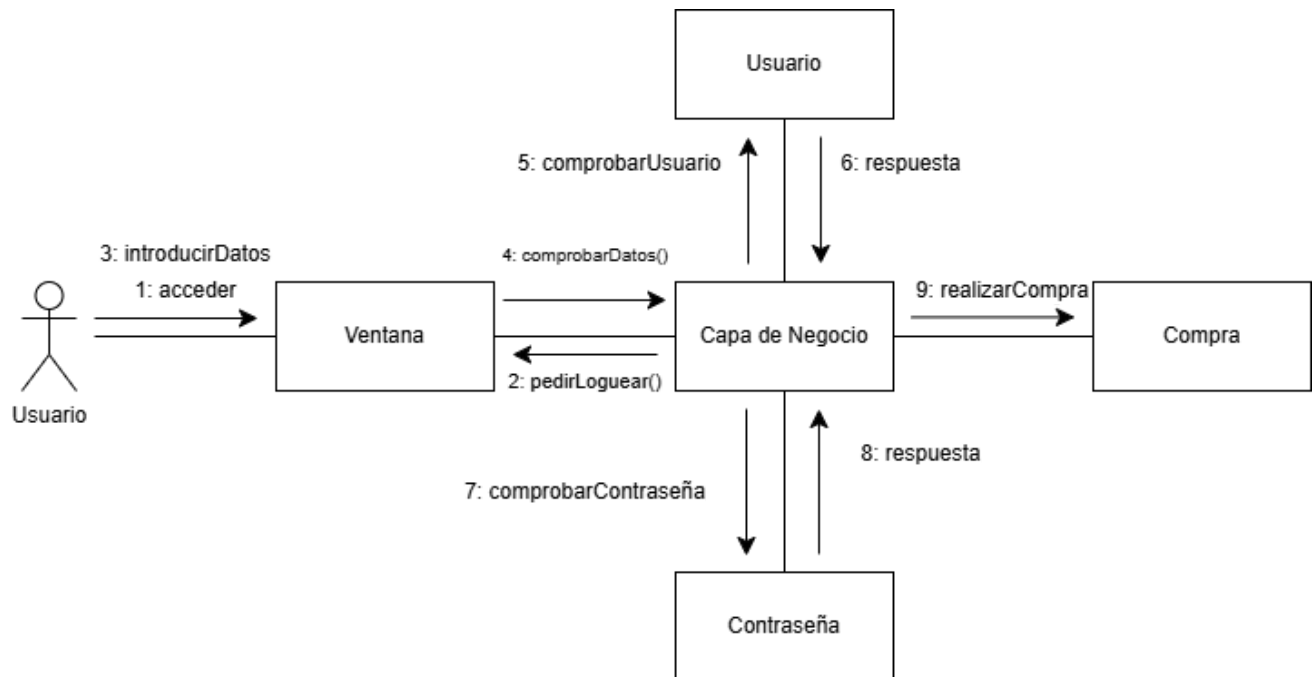 Usuario
5: comprobarUsuario
6: respuesta
3: introducirDatos
1: acceder
4: comprobarDatos()
9: realizarCompra
Ventana
Capa de Negocio
Compra
2: pedirLoguear()
Usuario
8: respuesta
7: comprobarContraseña
Contraseña